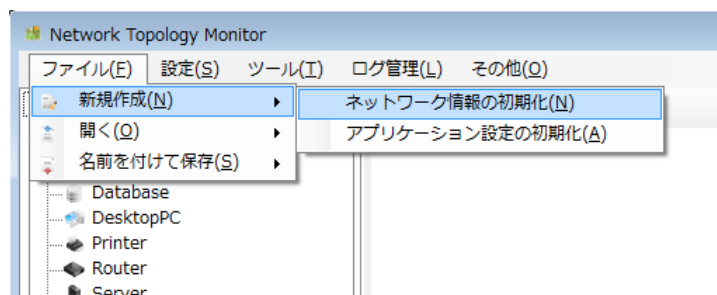 Network Topology Monitor
ファイル(F) 設定(S) ツール(T) ログ管理(L) その他(O)
新規作成(N)
ネットワーク情報の初期化(N)
開く(O)
アプリケーション設定の初期化(A)
名前を付けて保存(S)
Database
DesktopPC
Printer
Router
Server